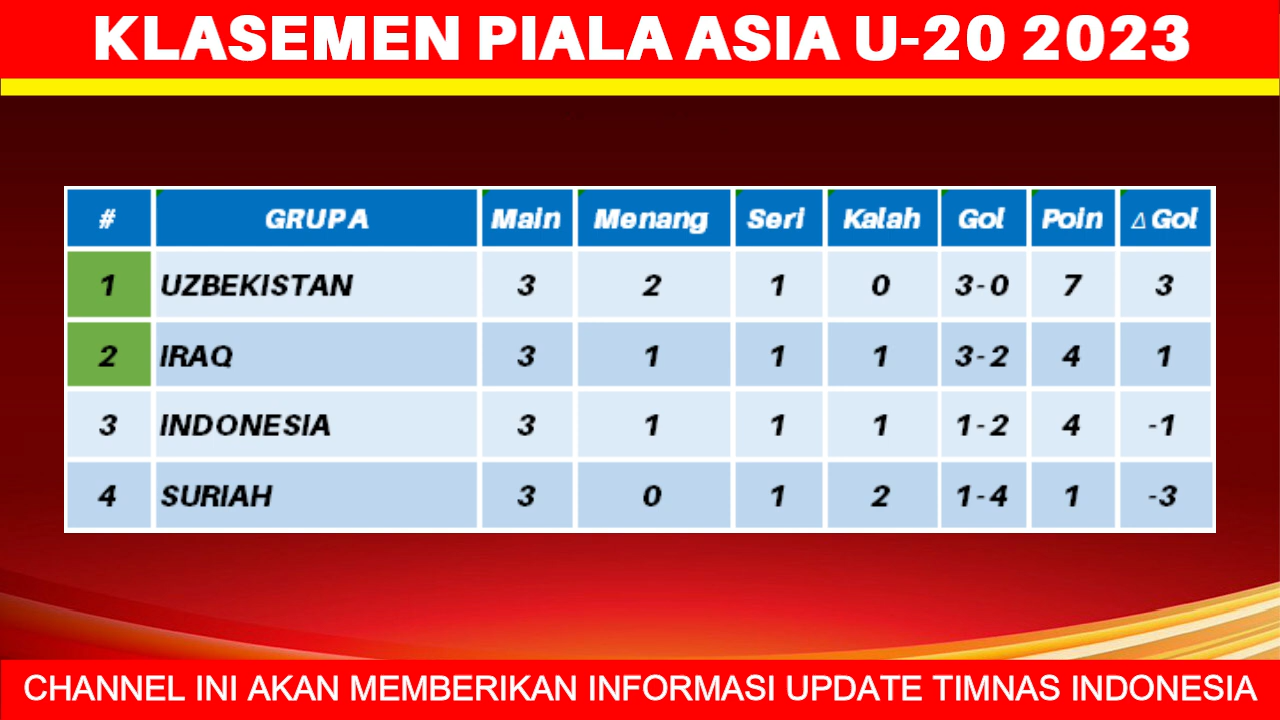 KLASEMEN PIALA ASIA U-20 2023
# GRUP A Main Menang Seri Kalah Gol Poin △ Gol
1 UZBEKISTAN 3 2 1 0 3-0 7 3
2 IRAQ 3 1 1 1 3-2 4 1
3 INDONESIA 3 1 1 1 1-2 4 -1
4 SURIAH 3 0 1 2 1-4 1 -3
CHANNEL INI AKAN MEMBERIKAN INFORMASI UPDATE TIMNAS INDONESIA